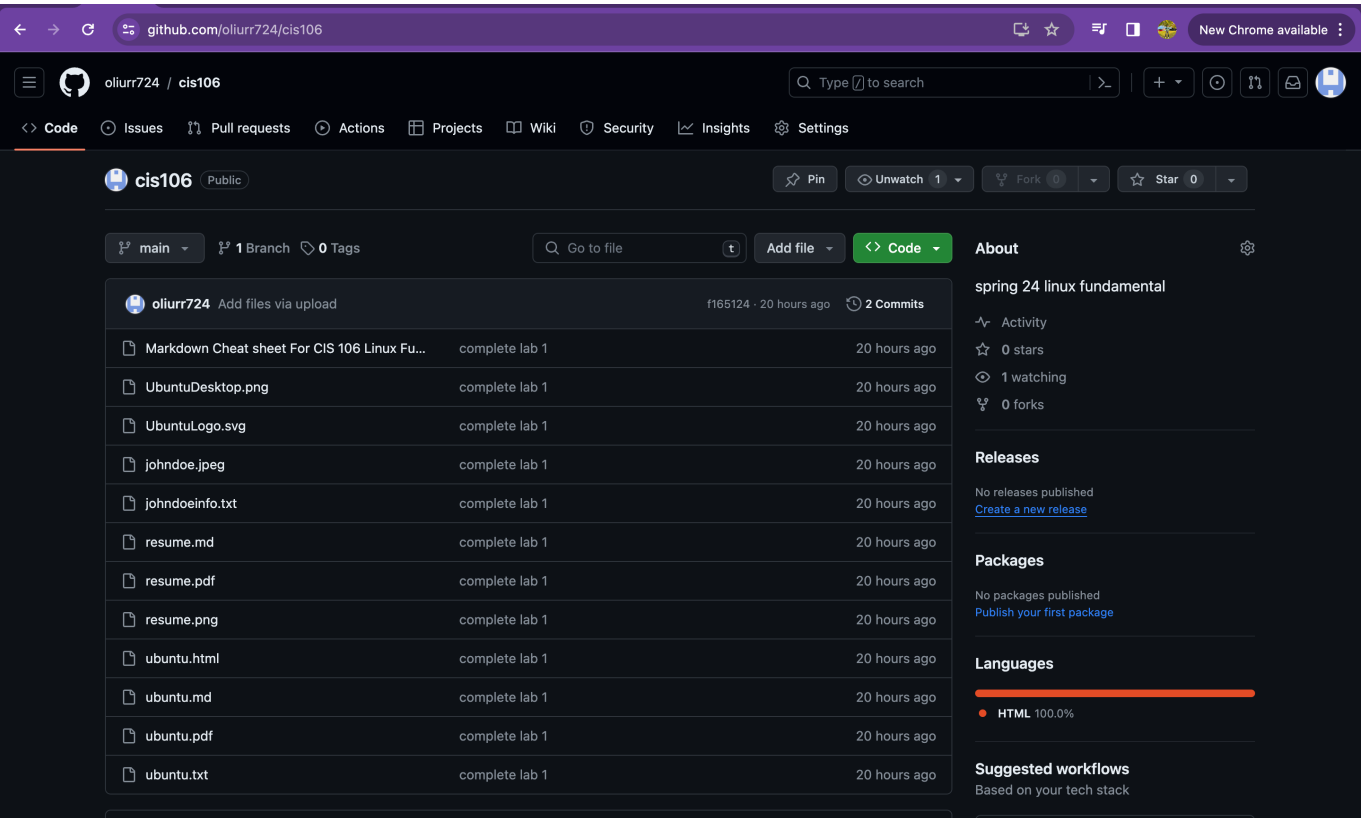 github.com/oliurr724/cis106
New Chrome available
oliurr724 / cis106
Type / to search
Code Issues Pull requests Actions Projects Wiki Security Insights Settings
cis106 Public
Pin Unwatch 1 Fork 0 Star 0
main 1 Branch 0 Tags Go to file t Add file Code
oliurr724 Add files via upload f165124 · 20 hours ago 2 Commits
Markdown Cheat sheet For CIS 106 Linux Fu... complete lab 1 20 hours ago
UbuntuDesktop.png complete lab 1 20 hours ago
UbuntuLogo.svg complete lab 1 20 hours ago
johndoe.jpeg complete lab 1 20 hours ago
johndoeinfo.txt complete lab 1 20 hours ago
resume.md complete lab 1 20 hours ago
resume.pdf complete lab 1 20 hours ago
resume.png complete lab 1 20 hours ago
ubuntu.html complete lab 1 20 hours ago
ubuntu.md complete lab 1 20 hours ago
ubuntu.pdf complete lab 1 20 hours ago
ubuntu.txt complete lab 1 20 hours ago
About
spring 24 linux fundamental
Activity
0 stars
1 watching
0 forks
Releases
No releases published
Create a new release
Packages
No packages published
Publish your first package
Languages
HTML 100.0%
Suggested workflows
Based on your tech stack